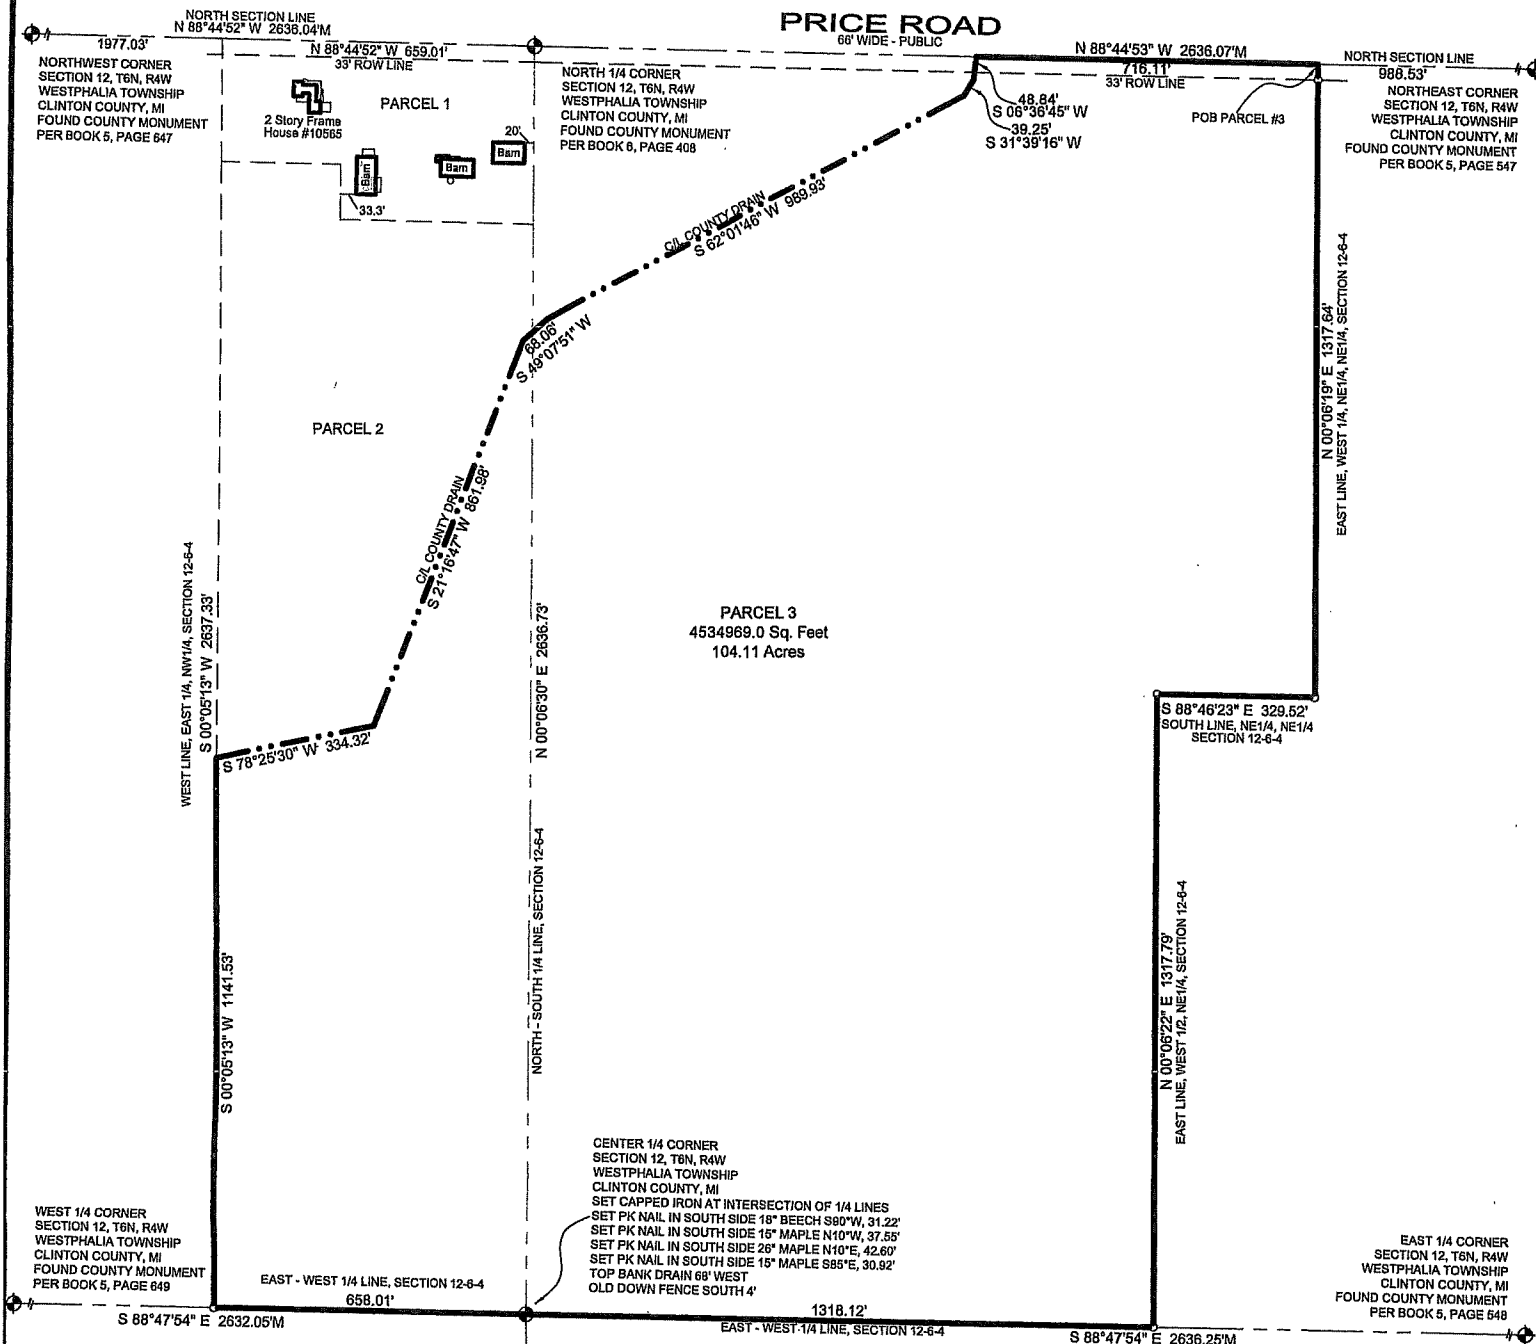 PRICE ROAD
66' WIDE - PUBLIC
NORTH SECTION LINE
N 88°44'52" W 2636.04'M
1977.03'
N 88°44'52" W 659.01'
33' ROW LINE
N 88°44'53" W 2636.07'M
716.11'
33' ROW LINE
NORTH SECTION LINE
988.53'
NORTHWEST CORNER
SECTION 12, T6N, R4W
WESTPHALIA TOWNSHIP
CLINTON COUNTY, MI
FOUND COUNTY MONUMENT
PER BOOK 5, PAGE 647
PARCEL 1
2 Story Frame
House #10565
Barn
Barn
Barn
20'
33.3'
NORTH 1/4 CORNER
SECTION 12, T6N, R4W
WESTPHALIA TOWNSHIP
CLINTON COUNTY, MI
FOUND COUNTY MONUMENT
PER BOOK 6, PAGE 408
48.84'
S 06°36'45" W
39.25'
S 31°39'16" W
POB PARCEL #3
NORTHEAST CORNER
SECTION 12, T6N, R4W
WESTPHALIA TOWNSHIP
CLINTON COUNTY, MI
FOUND COUNTY MONUMENT
PER BOOK 5, PAGE 547
C/L COUNTY DRAIN
S 62°01'46" W 989.93'
68.06'
S 49°07'51" W
N 00°06'19" E 1317.64'
EAST LINE, WEST 1/4, NE1/4, NE1/4, SECTION 12-6-4
PARCEL 2
C/L COUNTY DRAIN
S 21°16'47" W 861.98'
WEST LINE, EAST 1/4, NW1/4, SECTION 12-6-4
S 00°05'13" W 2637.33'
N 00°06'30" E 2636.73'
PARCEL 3
4534969.0 Sq. Feet
104.11 Acres
S 88°46'23" E 329.52'
SOUTH LINE, NE1/4, NE1/4
SECTION 12-6-4
S 78°25'30" W 334.32'
S 00°05'13" W 1141.53'
NORTH - SOUTH 1/4 LINE, SECTION 12-6-4
N 00°06'22" E 1317.79'
EAST LINE, WEST 1/2, NE1/4, SECTION 12-6-4
CENTER 1/4 CORNER
SECTION 12, T6N, R4W
WESTPHALIA TOWNSHIP
CLINTON COUNTY, MI
SET CAPPED IRON AT INTERSECTION OF 1/4 LINES
SET PK NAIL IN SOUTH SIDE 18" BEECH S80°W, 31.22'
SET PK NAIL IN SOUTH SIDE 15" MAPLE N10°W, 37.55'
SET PK NAIL IN SOUTH SIDE 26" MAPLE N10°E, 42.60'
SET PK NAIL IN SOUTH SIDE 15" MAPLE S85°E, 30.92'
TOP BANK DRAIN 68' WEST
OLD DOWN FENCE SOUTH 4'
WEST 1/4 CORNER
SECTION 12, T6N, R4W
WESTPHALIA TOWNSHIP
CLINTON COUNTY, MI
FOUND COUNTY MONUMENT
PER BOOK 5, PAGE 649
EAST 1/4 CORNER
SECTION 12, T6N, R4W
WESTPHALIA TOWNSHIP
CLINTON COUNTY, MI
FOUND COUNTY MONUMENT
PER BOOK 5, PAGE 548
EAST - WEST 1/4 LINE, SECTION 12-6-4
658.01'
S 88°47'54" E 2632.05'M
1318.12'
EAST - WEST 1/4 LINE, SECTION 12-6-4
S 88°47'54" E 2636.25'M